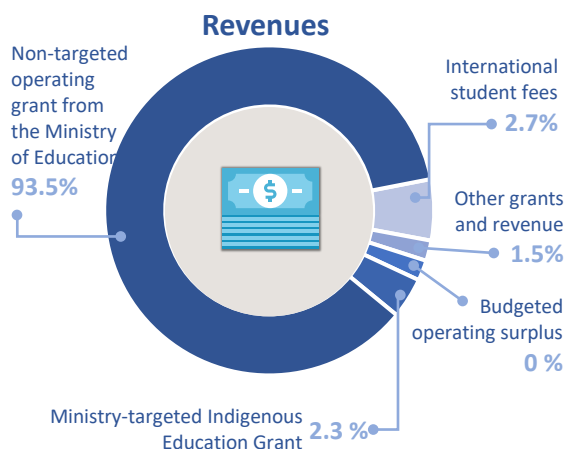 Revenues
Non-targeted
operating
grant from
the Ministry
of Education
93.5%
International
student fees
2.7%
Other grants
and revenue
1.5%
Budgeted
operating surplus
0 %
Ministry-targeted Indigenous
Education Grant
2.3 %
$